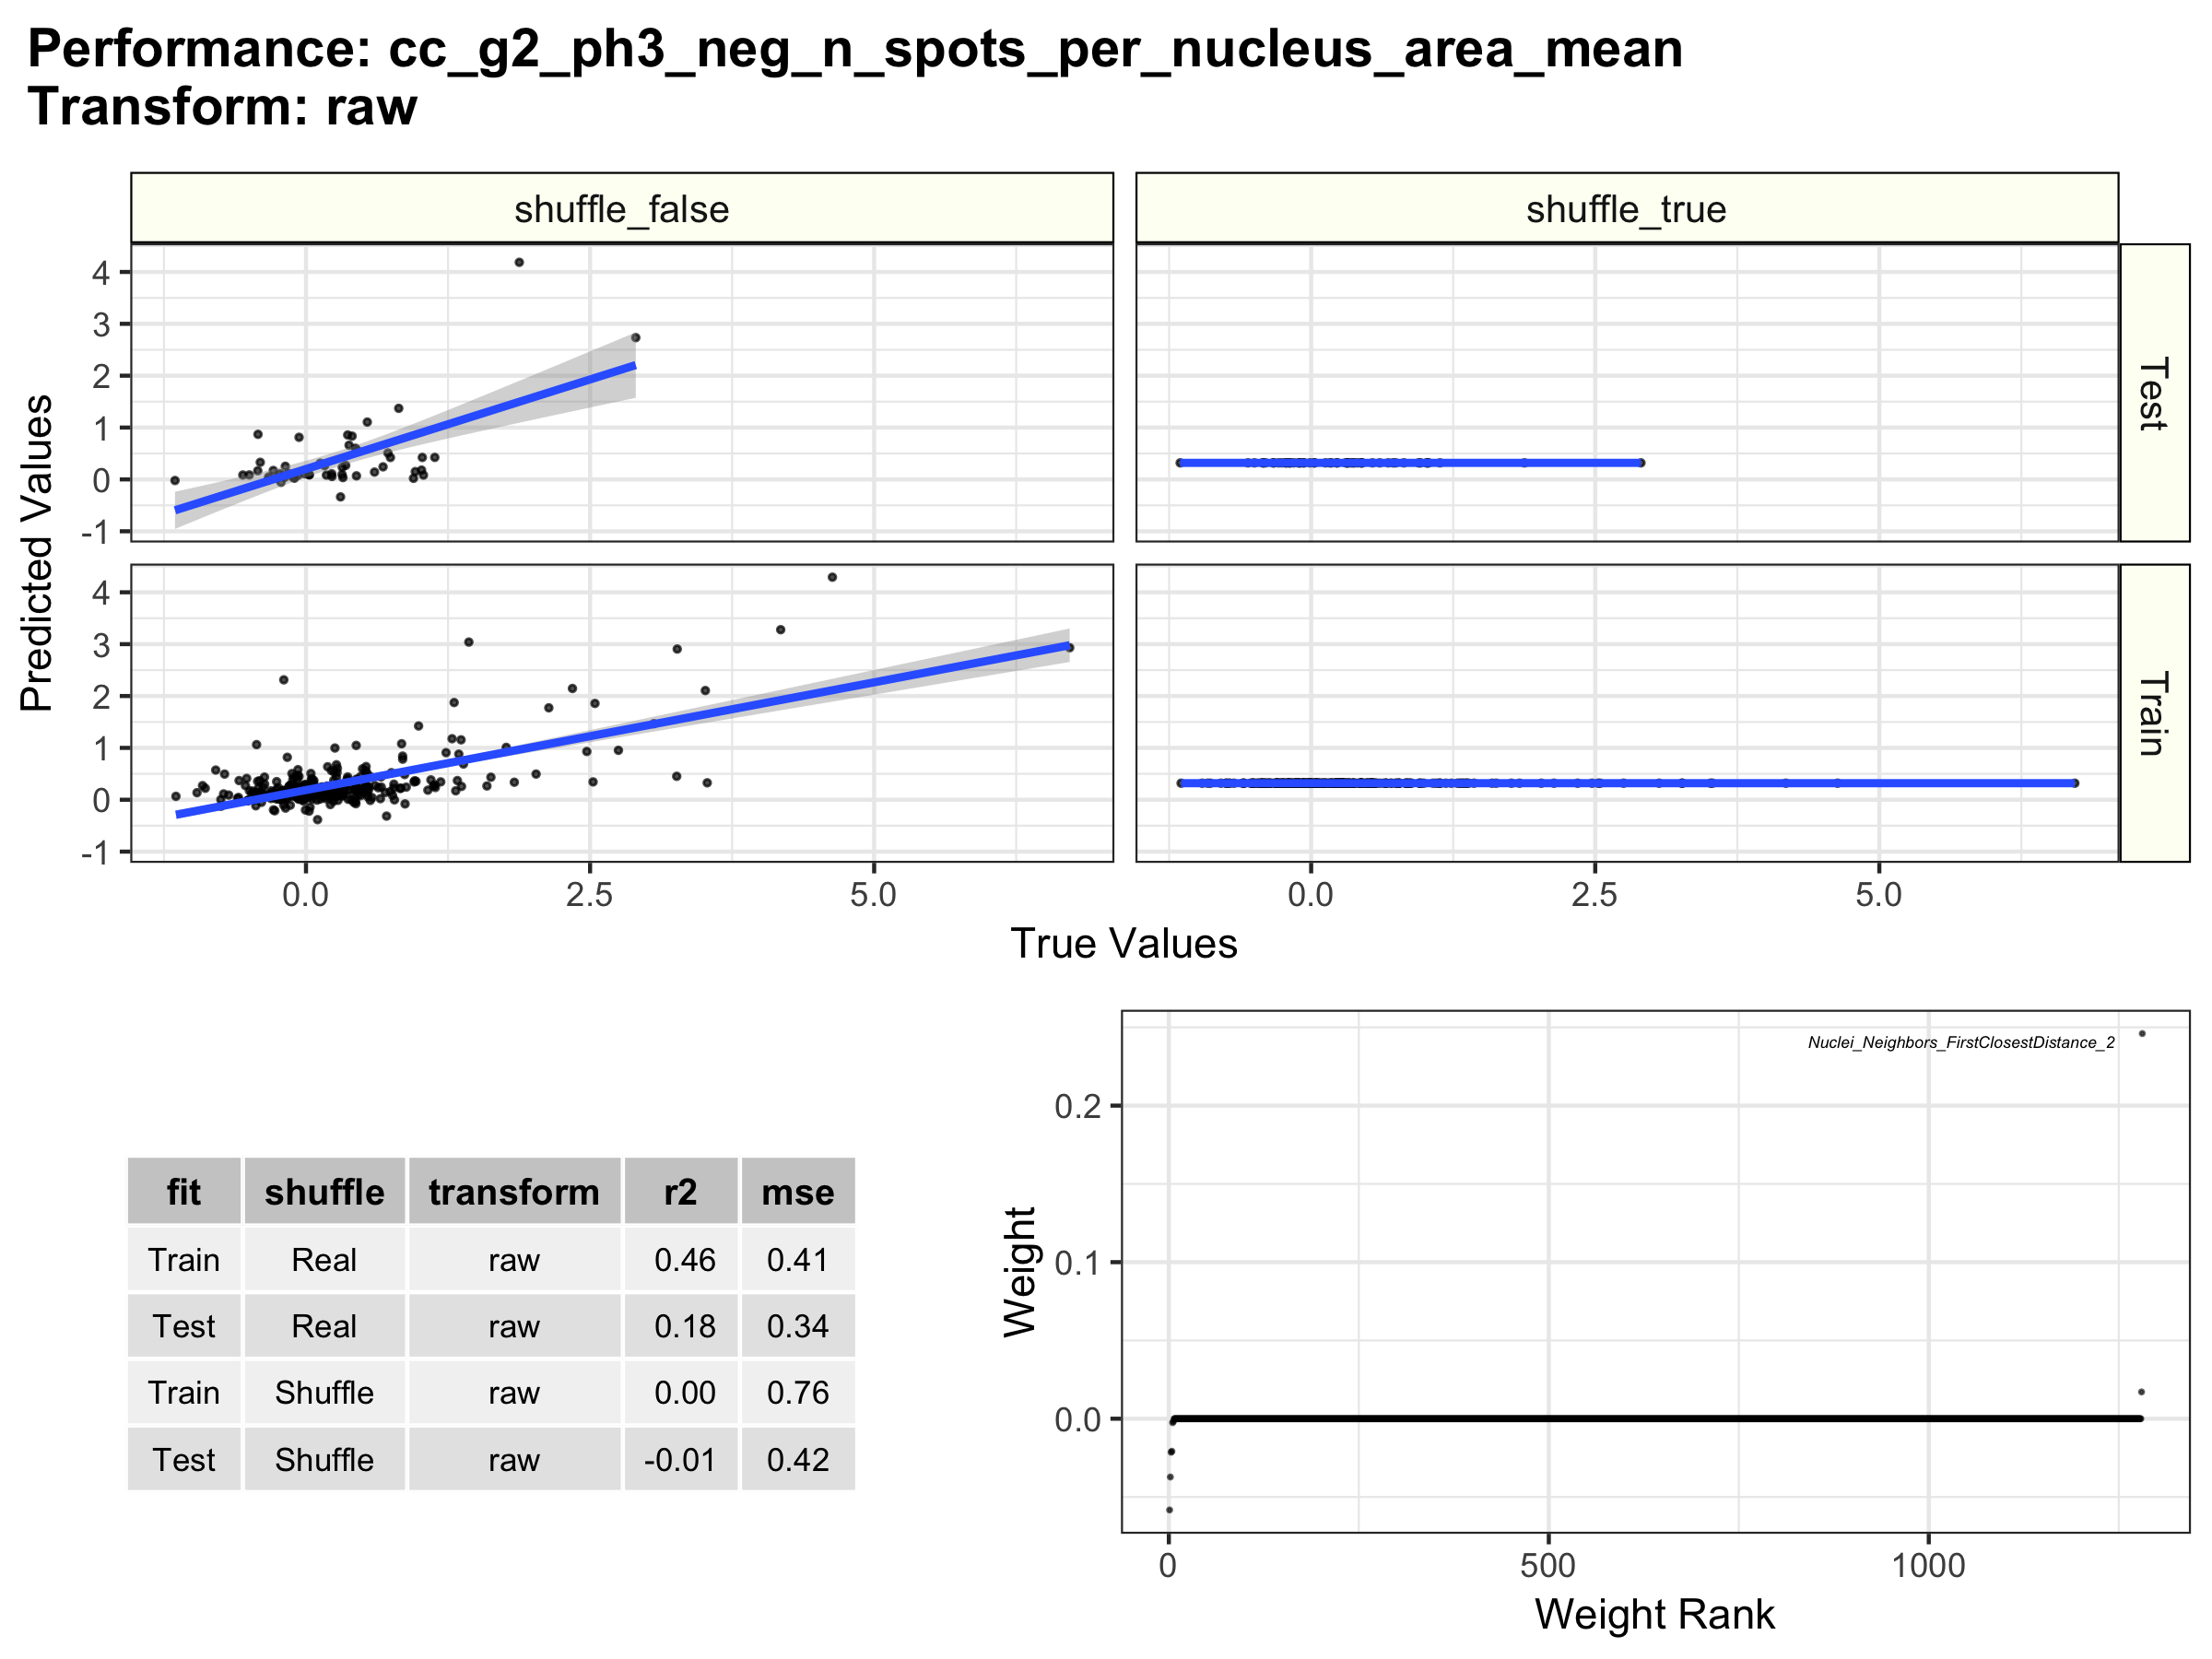 Performance: cc_g2_ph3_neg_n_spots_per_nucleus_area_mean
Transform: raw
shuffle_false
shuffle_true
4
3
2
1
0
-1
Test
Predicted Values
4
3
2
1
0
-1
Train
0.0 2.5 5.0 0.0 2.5 5.0
True Values
fit shuffle transform r2 mse
Train Real raw 0.46 0.41
Test Real raw 0.18 0.34
Train Shuffle raw 0.00 0.76
Test Shuffle raw -0.01 0.42
Nuclei_Neighbors_FirstClosestDistance_2
Weight
0.2
0.1
0.0
0 500 1000
Weight Rank